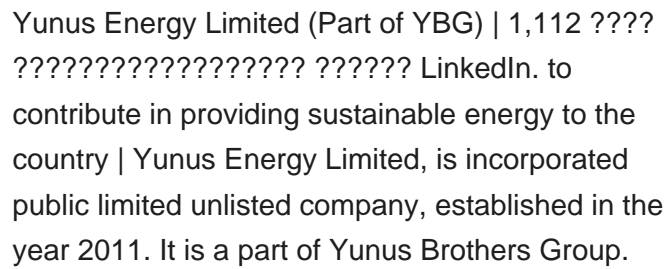 Yunus Energy Limited (Part of YBG) | 1,112 ????
?????????????????? ?????? LinkedIn. to
contribute in providing sustainable energy to the
country | Yunus Energy Limited, is incorporated
public limited unlisted company, established in the
year 2011. It is a part of Yunus Brothers Group.